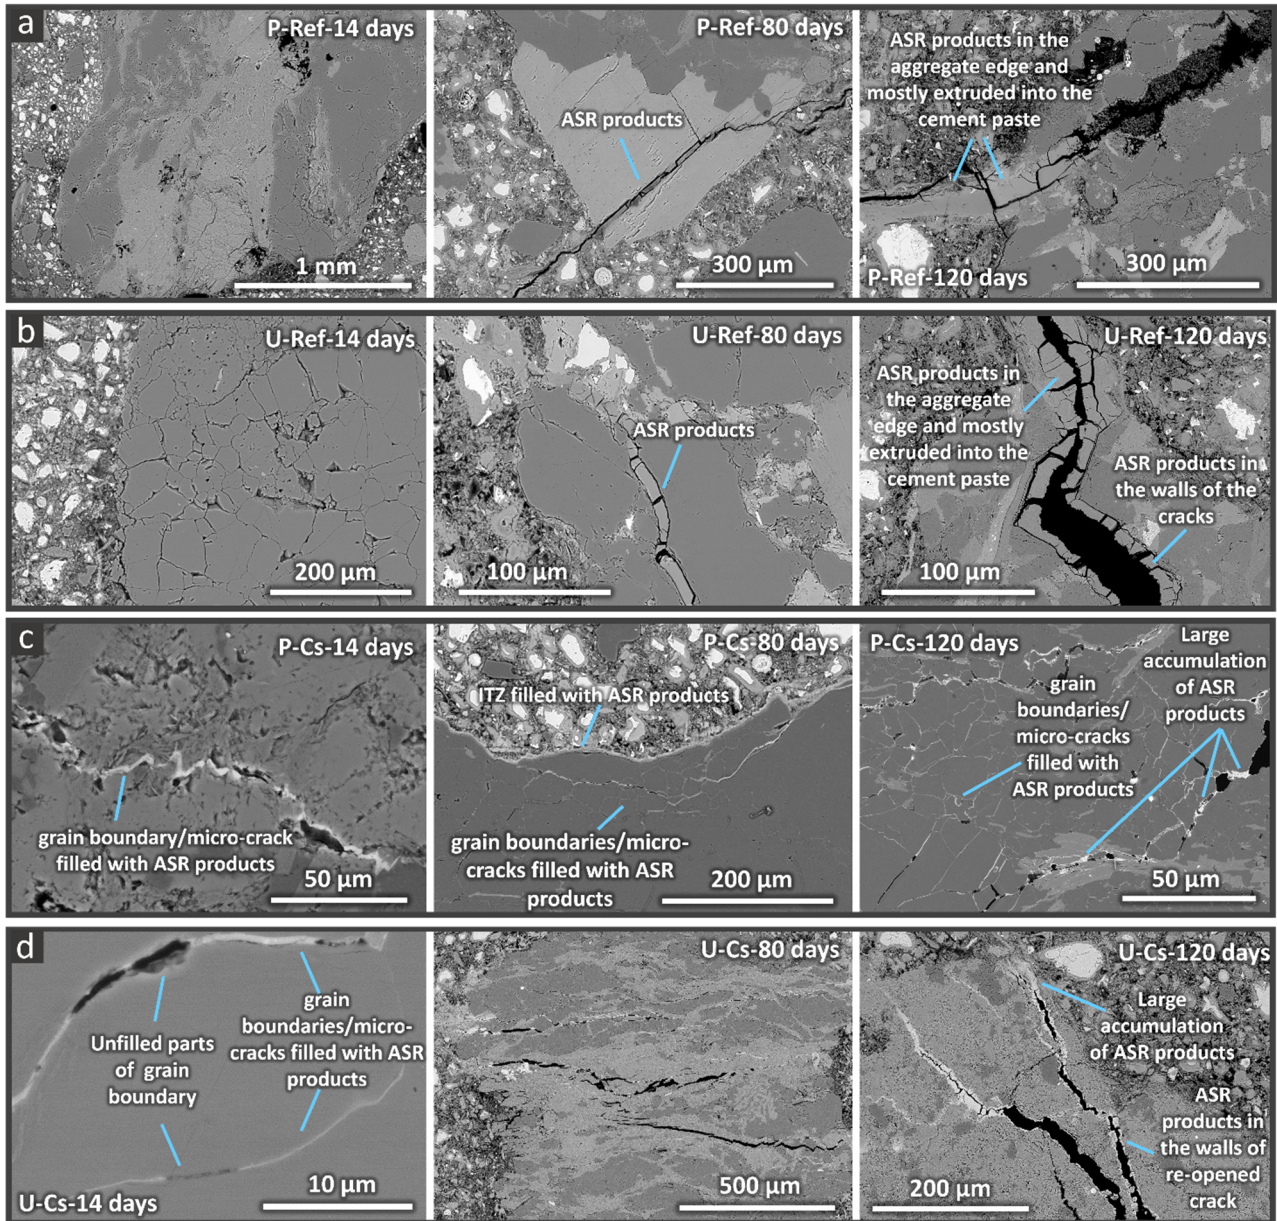 a
P-Ref-14 days
1 mm
P-Ref-80 days
ASR products
300 µm
ASR products in the
aggregate edge and
mostly extruded into the
cement paste
P-Ref-120 days
300 µm
b
U-Ref-14 days
200 µm
U-Ref-80 days
ASR products
100 µm
U-Ref-120 days
ASR products in
the aggregate
edge and mostly
extruded into the
cement paste
ASR products in
the walls of the
cracks
100 µm
c
P-Cs-14 days
grain boundary/micro-crack
filled with ASR products
50 µm
P-Cs-80 days
ITZ filled with ASR products
grain boundaries/micro-
cracks filled with ASR
products
200 µm
P-Cs-120 days
Large
accumulation
of ASR
products
grain
boundaries/
micro-cracks
filled with
ASR products
50 µm
d
Unfilled parts
of grain
boundary
grain
boundaries/micro-
cracks filled with ASR
products
U-Cs-14 days
10 µm
U-Cs-80 days
500 µm
U-Cs-120 days
Large
accumulation
of ASR products
ASR
products in
the walls of
re-opened
crack
200 µm